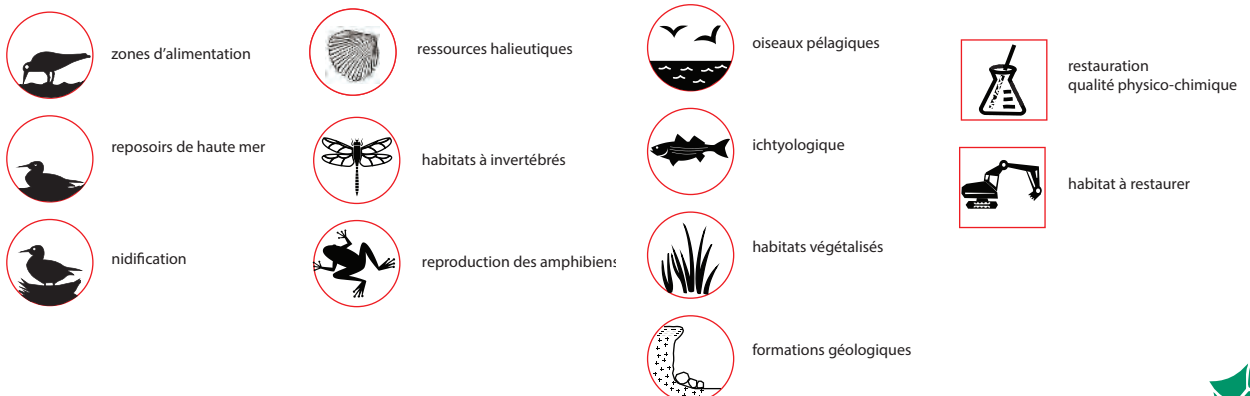 zones d’alimentation
reposoirs de haute mer
nidification
ressources halieutiques
habitats à invertébrés
reproduction des amphibiens
oiseaux pélagiques
ichtyologique
habitats végétalisés
formations géologiques
restauration
qualité physico-chimique
habitat à restaurer